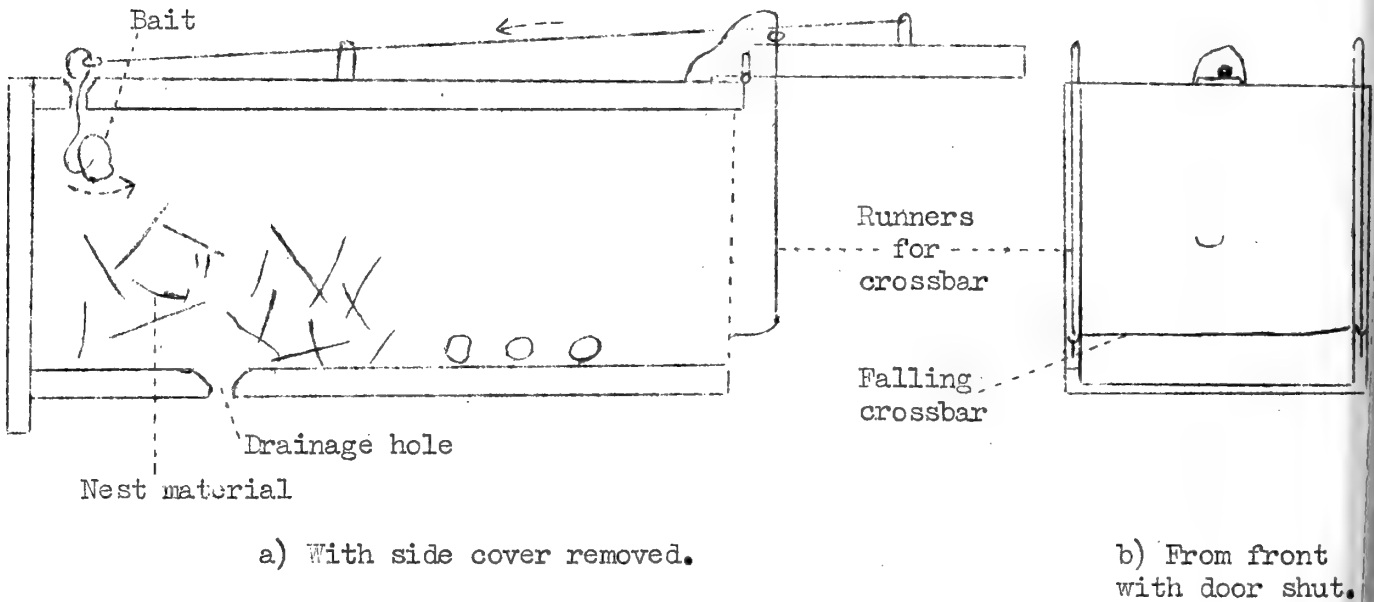 Bait
Runners
for
crossbar
Falling
crossbar
Drainage hole
Nest material
a) With side cover removed.
b) From front
with door shut.